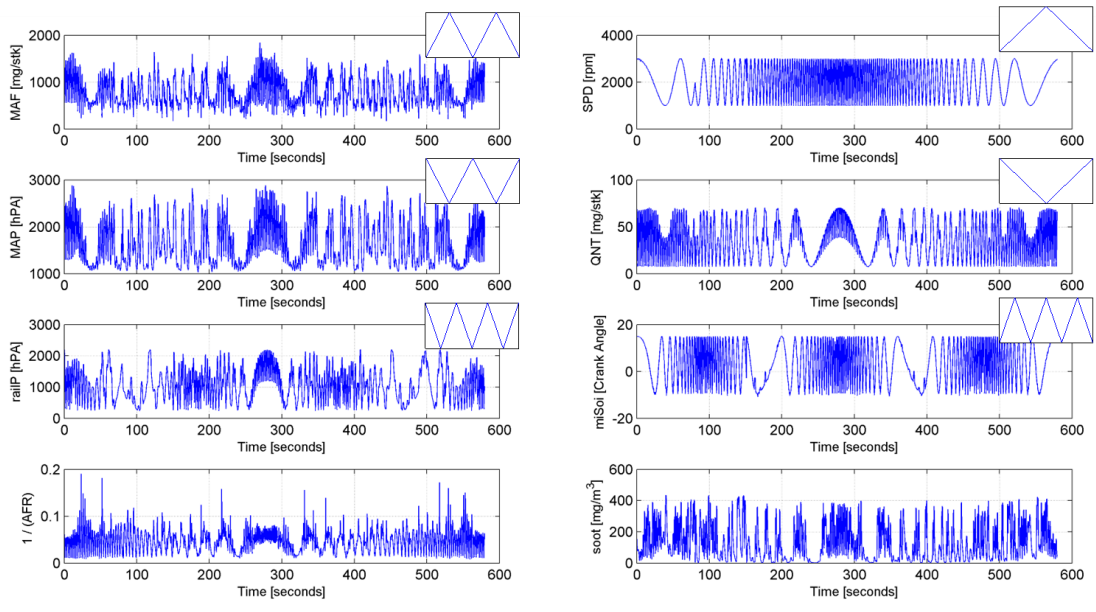 MAF [mg/stk]
2000
1000
0
0 100 200 300 400 500 600
Time [seconds]
SPD [rpm]
4000
2000
0
0 100 200 300 400 500 600
Time [seconds]
MAP [hPA]
3000
2000
1000
0 100 200 300 400 500 600
Time [seconds]
QNT [mg/stk]
100
50
0
0 100 200 300 400 500 600
Time [seconds]
railP [hPA]
3000
2000
1000
0
0 100 200 300 400 500 600
Time [seconds]
miSoi [Crank Angle]
20
0
-20
0 100 200 300 400 500 600
Time [seconds]
1 / (AFR)
0.2
0.1
0
0 100 200 300 400 500 600
Time [seconds]
soot [mg/m3]
600
400
200
0
0 100 200 300 400 500 600
Time [seconds]